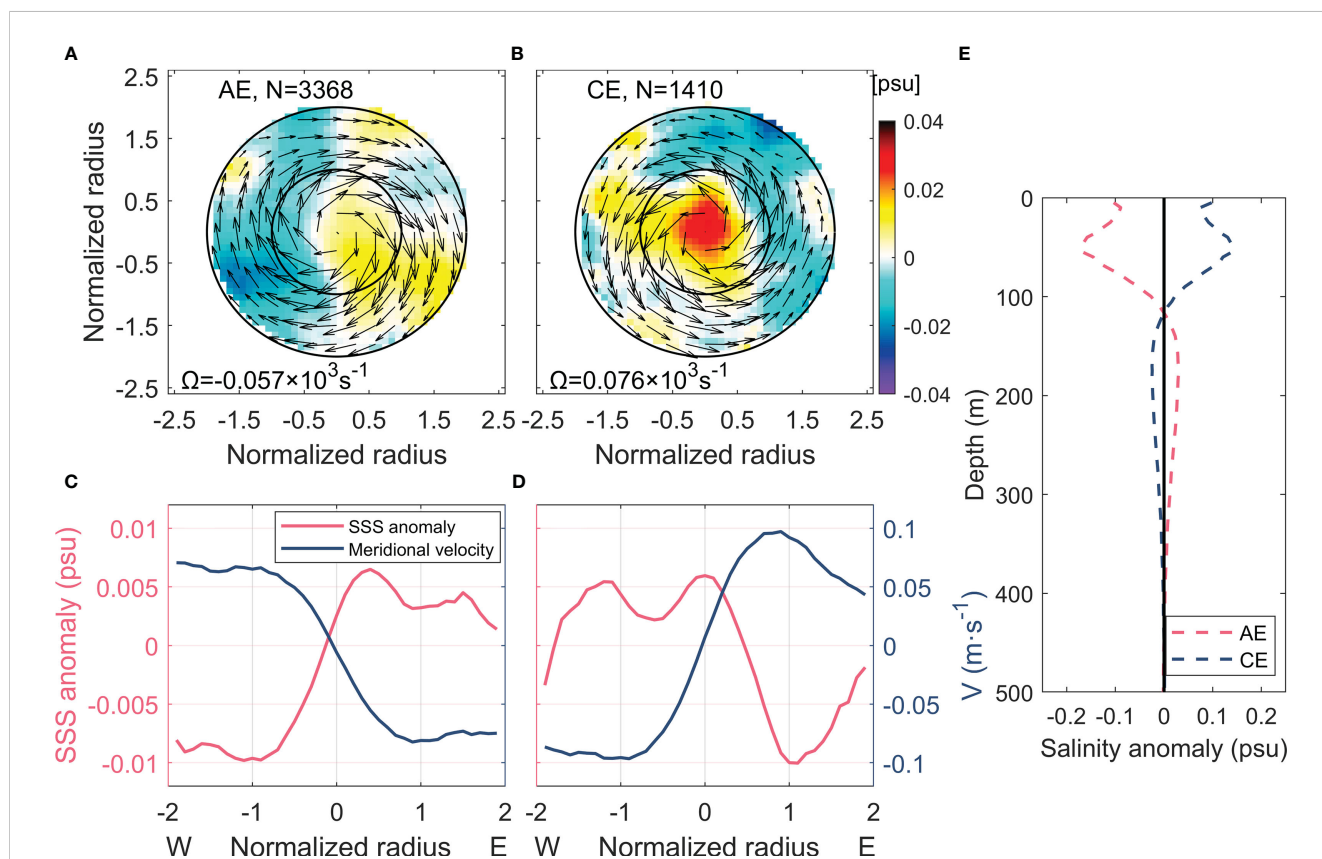 A
B
E
2.5
1.5
0.5
-0.5
-1.5
-2.5
Normalized radius
AE, N=3368
Ω=-0.057×10³s⁻¹
-2.5 -1.5 -0.5 0.5 1.5 2.5
Normalized radius
CE, N=1410
Ω=0.076×10³s⁻¹
-2.5 -1.5 -0.5 0.5 1.5 2.5
Normalized radius
[psu]
0.04
0.02
0
-0.02
-0.04
C
D
0.01
0.005
0
-0.005
-0.01
SSS anomaly (psu)
SSS anomaly
Meridional velocity
-2 -1 0 1 2
W Normalized radius E
0.1
0.05
0
-0.05
-0.1
V (m·s⁻¹)
-2 -1 0 1 2
W Normalized radius E
0
100
200
300
400
500
Depth (m)
AE
CE
-0.2 -0.1 0 0.1 0.2
Salinity anomaly (psu)